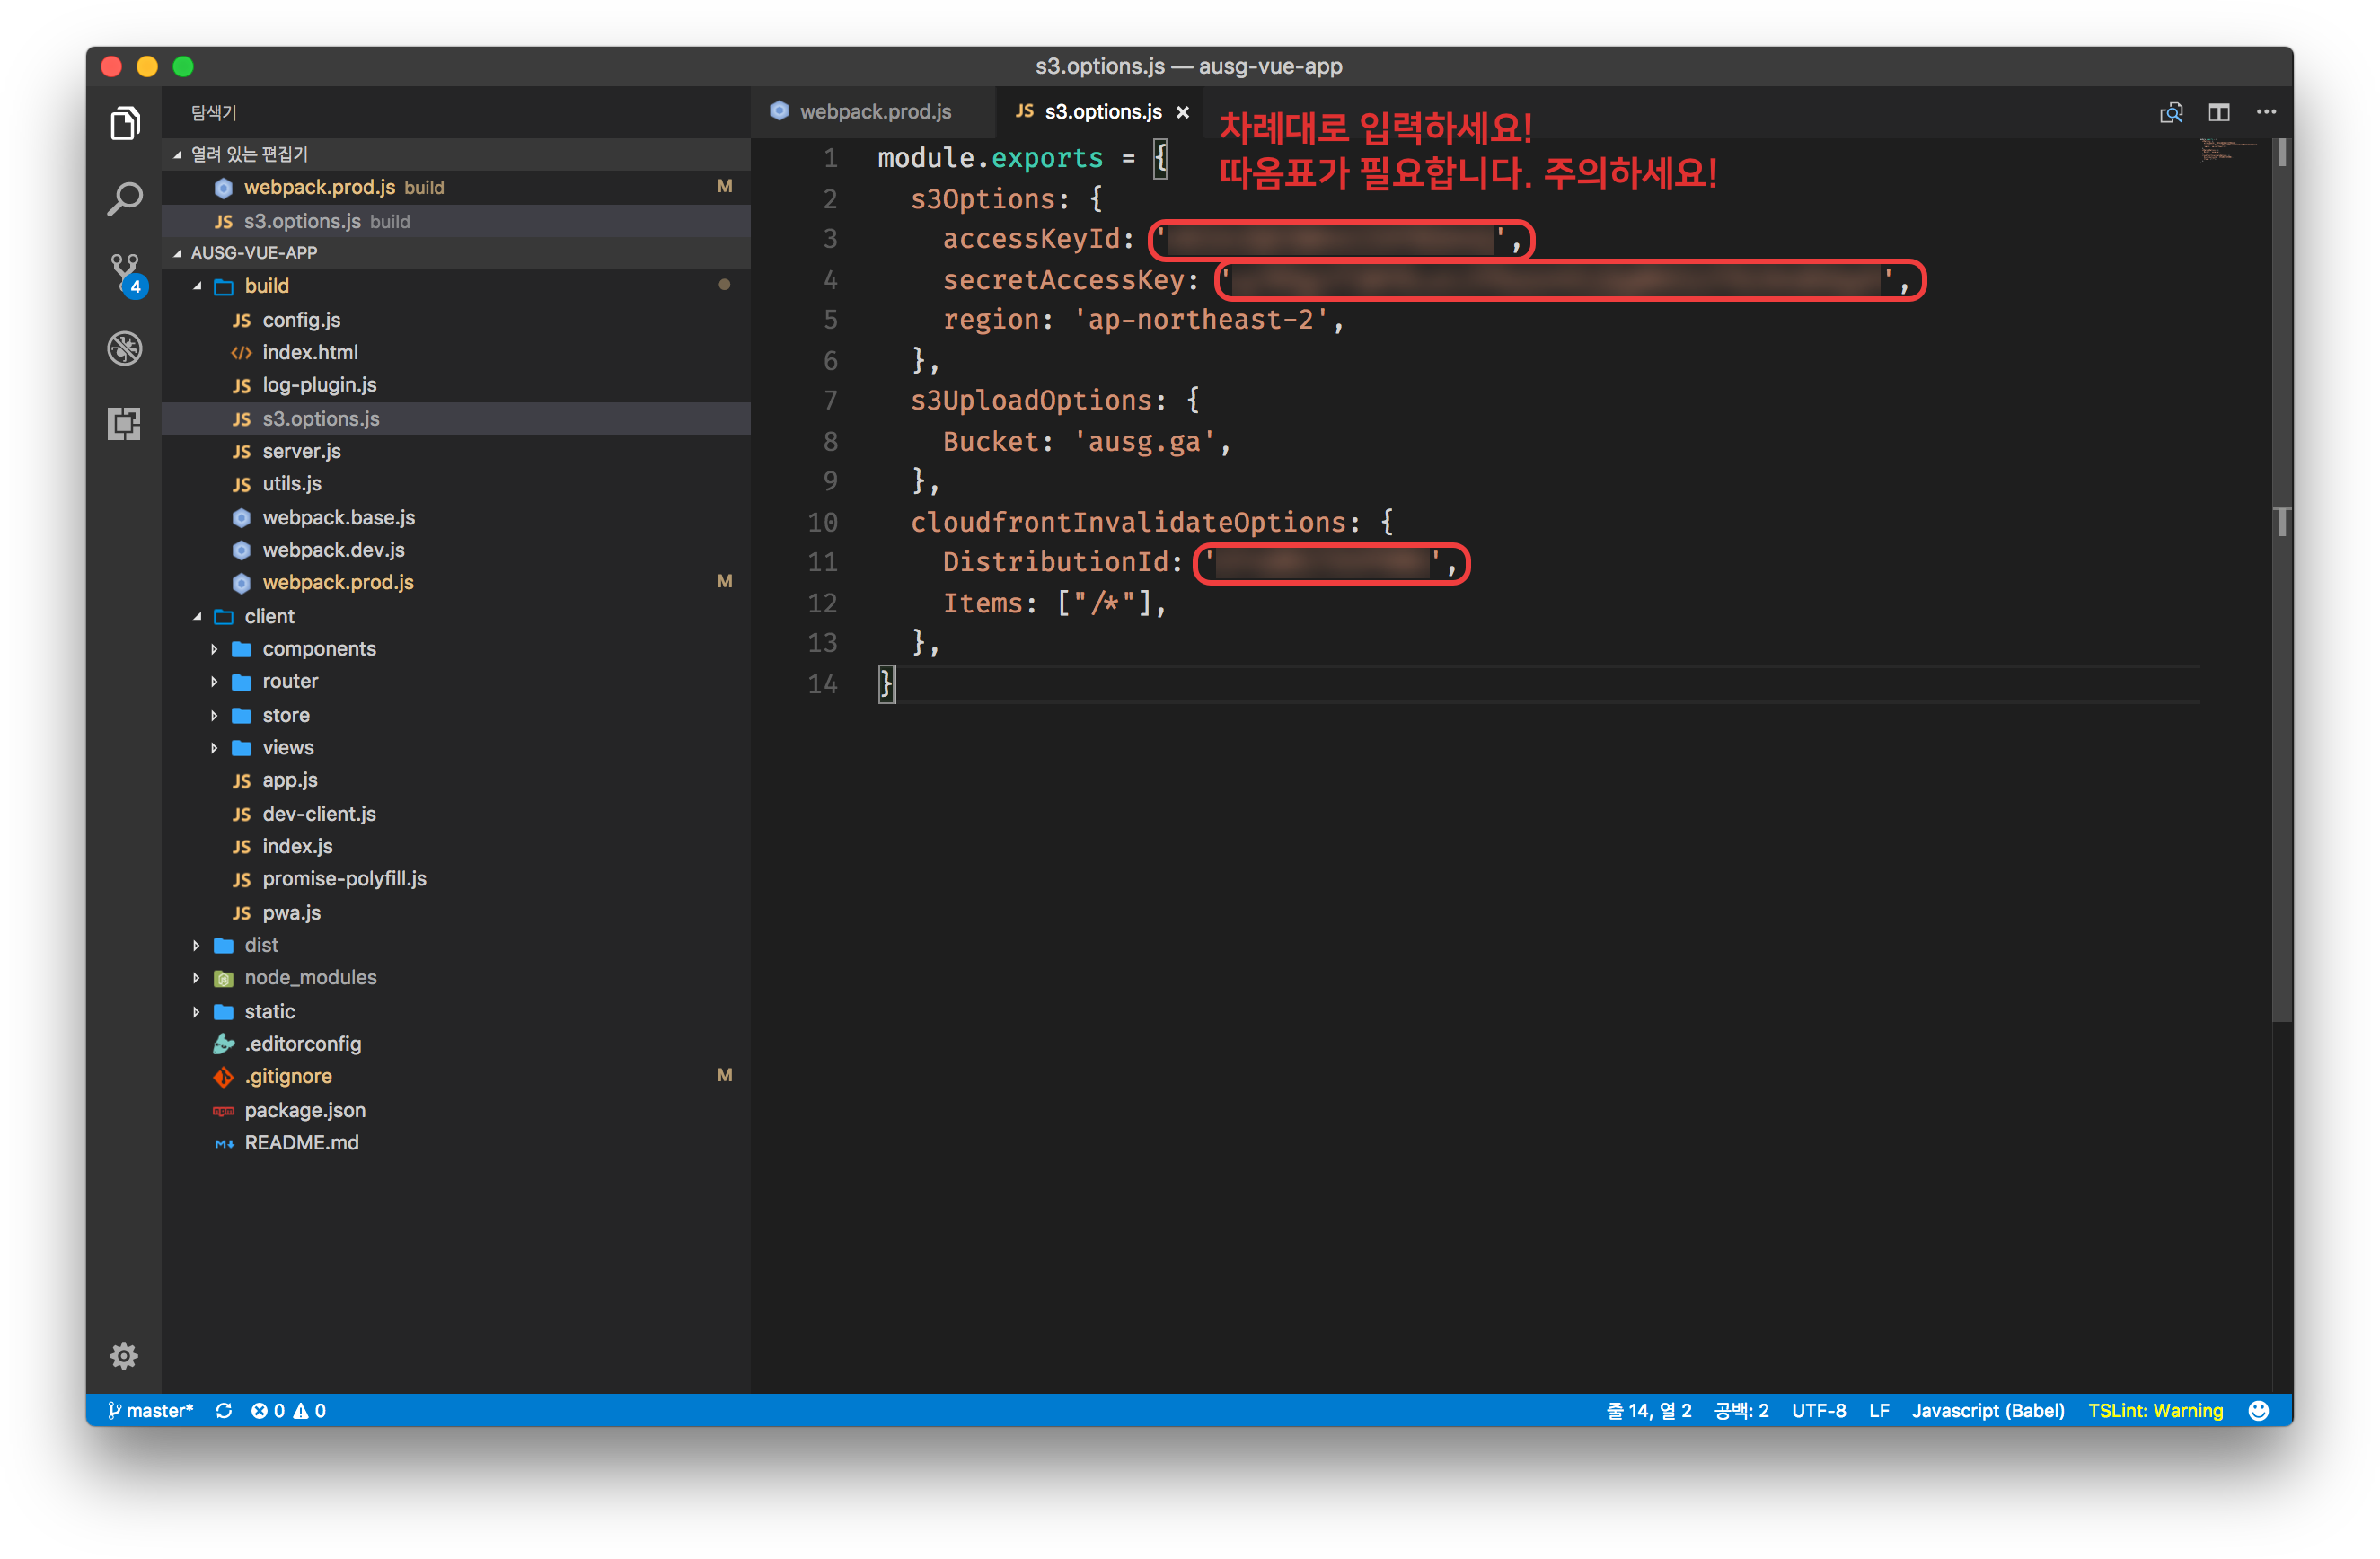 s3.options.js — ausg-vue-app
탐색기
열려 있는 편집기
webpack.prod.js build M
JS s3.options.js build
AUSG-VUE-APP
4
build
JS config.js
</> index.html
JS log-plugin.js
JS s3.options.js
JS server.js
JS utils.js
webpack.base.js
webpack.dev.js
webpack.prod.js M
client
components
router
store
views
JS app.js
JS dev-client.js
JS index.js
JS promise-polyfill.js
JS pwa.js
dist
node_modules
static
.editorconfig
.gitignore M
npm package.json
M↓ README.md
webpack.prod.js JS s3.options.js ×
차례대로 입력하세요!
따옴표가 필요합니다. 주의하세요!
1 module.exports = {
2 s3Options: {
3 accessKeyId: '',
4 secretAccessKey: '',
5 region: 'ap-northeast-2',
6 },
7 s3UploadOptions: {
8 Bucket: 'ausg.ga',
9 },
10 cloudfrontInvalidateOptions: {
11 DistributionId: '',
12 Items: ["/*"],
13 },
14 }
master* 0 0 줄 14, 열 2 공백: 2 UTF-8 LF Javascript (Babel) TSLint: Warning